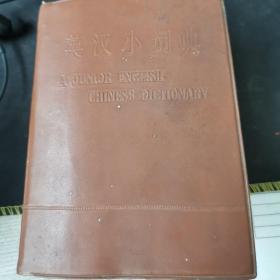 英汉小词典
A JUNIOR ENGLISH
CHINESE DICTIONARY